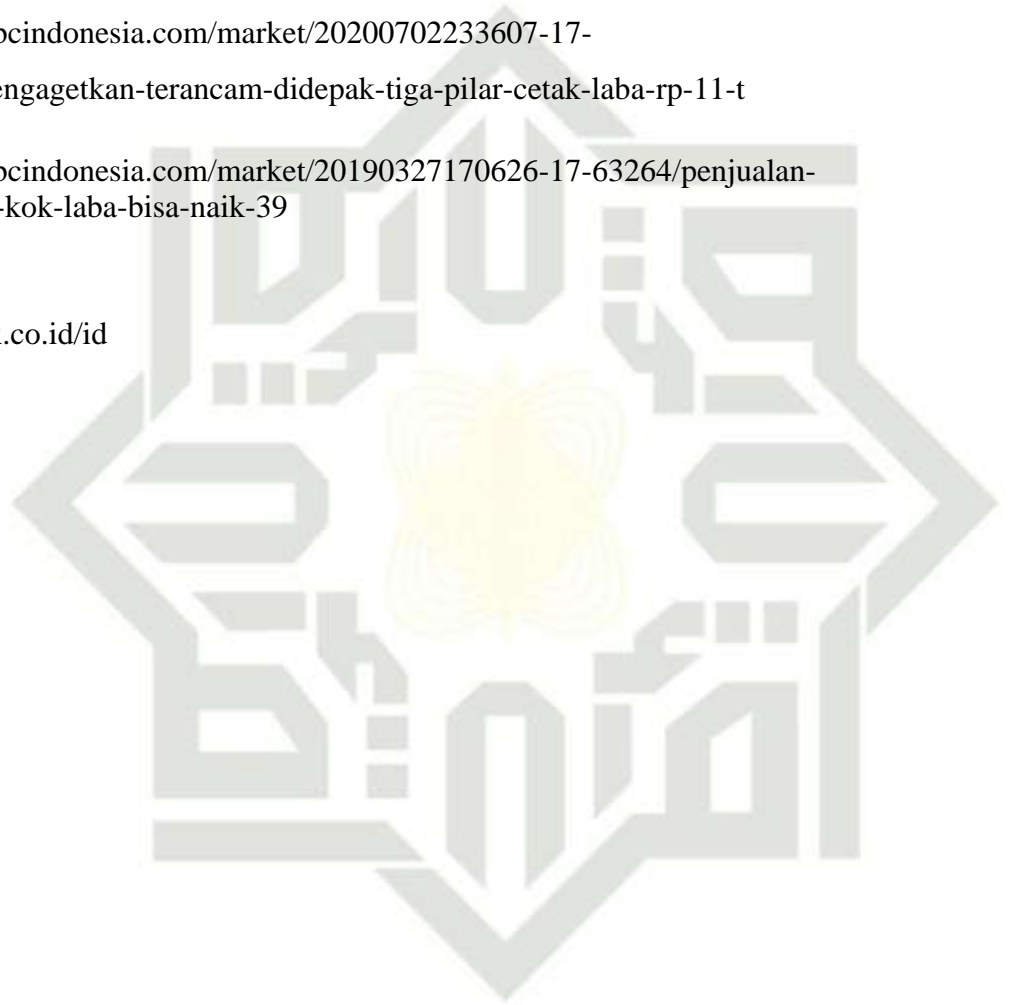 bcindonesia.com/market/20200702233607-17-
engagetkan-terancam-didepak-tiga-pilar-cetak-laba-rp-11-t
bcindonesia.com/market/20190327170626-17-63264/penjualan-
-kok-laba-bisa-naik-39
.co.id/id